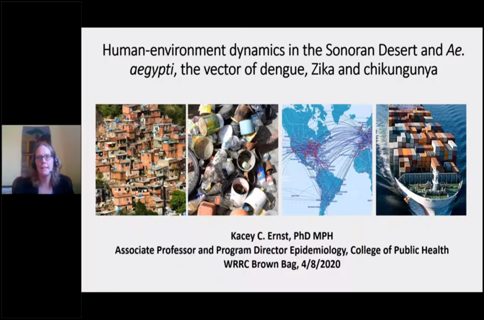 Human-environment dynamics in the Sonoran Desert and Ae.
aegypti, the vector of dengue, Zika and chikungunya
Kacey C. Ernst, PhD MPH
Associate Professor and Program Director Epidemiology, College of Public Health
WRRC Brown Bag, 4/8/2020